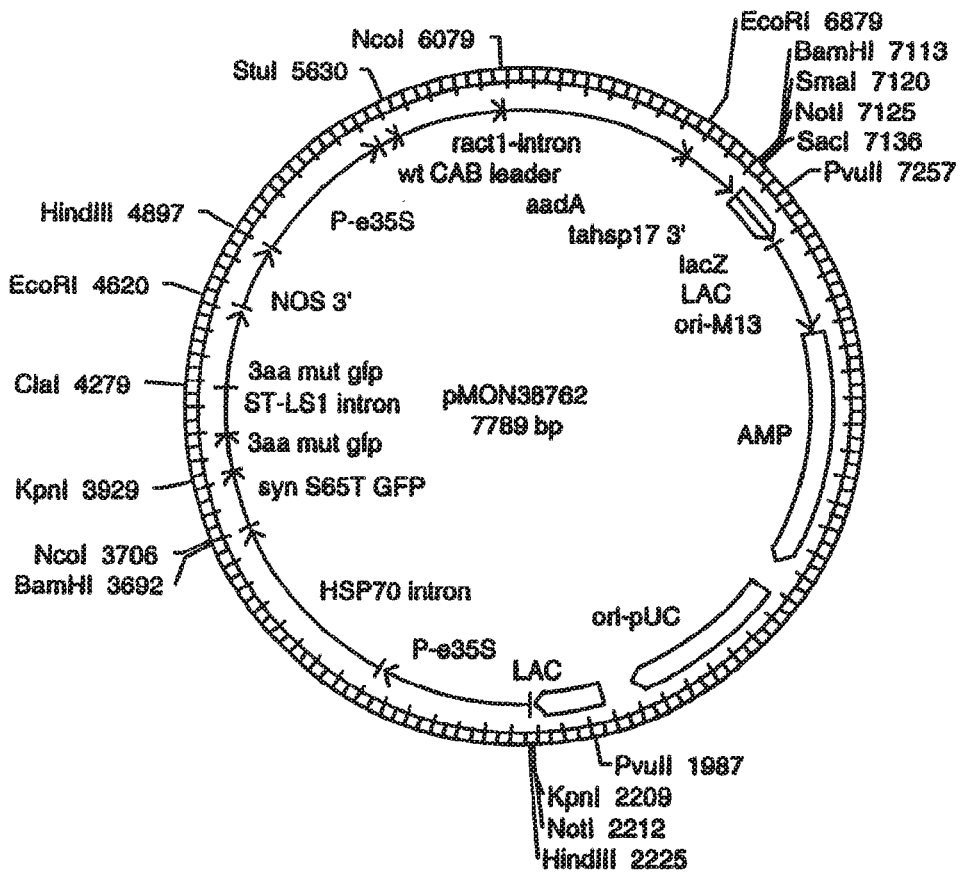 NcoI 6079
StuI 5630
HindIII 4897
EcoRI 4620
ClaI 4279
KpnI 3929
NcoI 3706
BamHI 3692
EcoRI 6879
BamHI 7113
SmaI 7120
NotI 7125
SacI 7136
PvuII 7257
ract1-intron
wt CAB leader
aadA
P-e35S
tahsp17 3'
lacZ
LAC
ori-M13
NOS 3'
3aa mut gfp
ST-LS1 intron
3aa mut gfp
syn S65T GFP
pMON38762
7789 bp
AMP
HSP70 intron
ori-pUC
P-e35S
LAC
PvuII 1987
KpnI 2209
NotI 2212
HindIII 2225